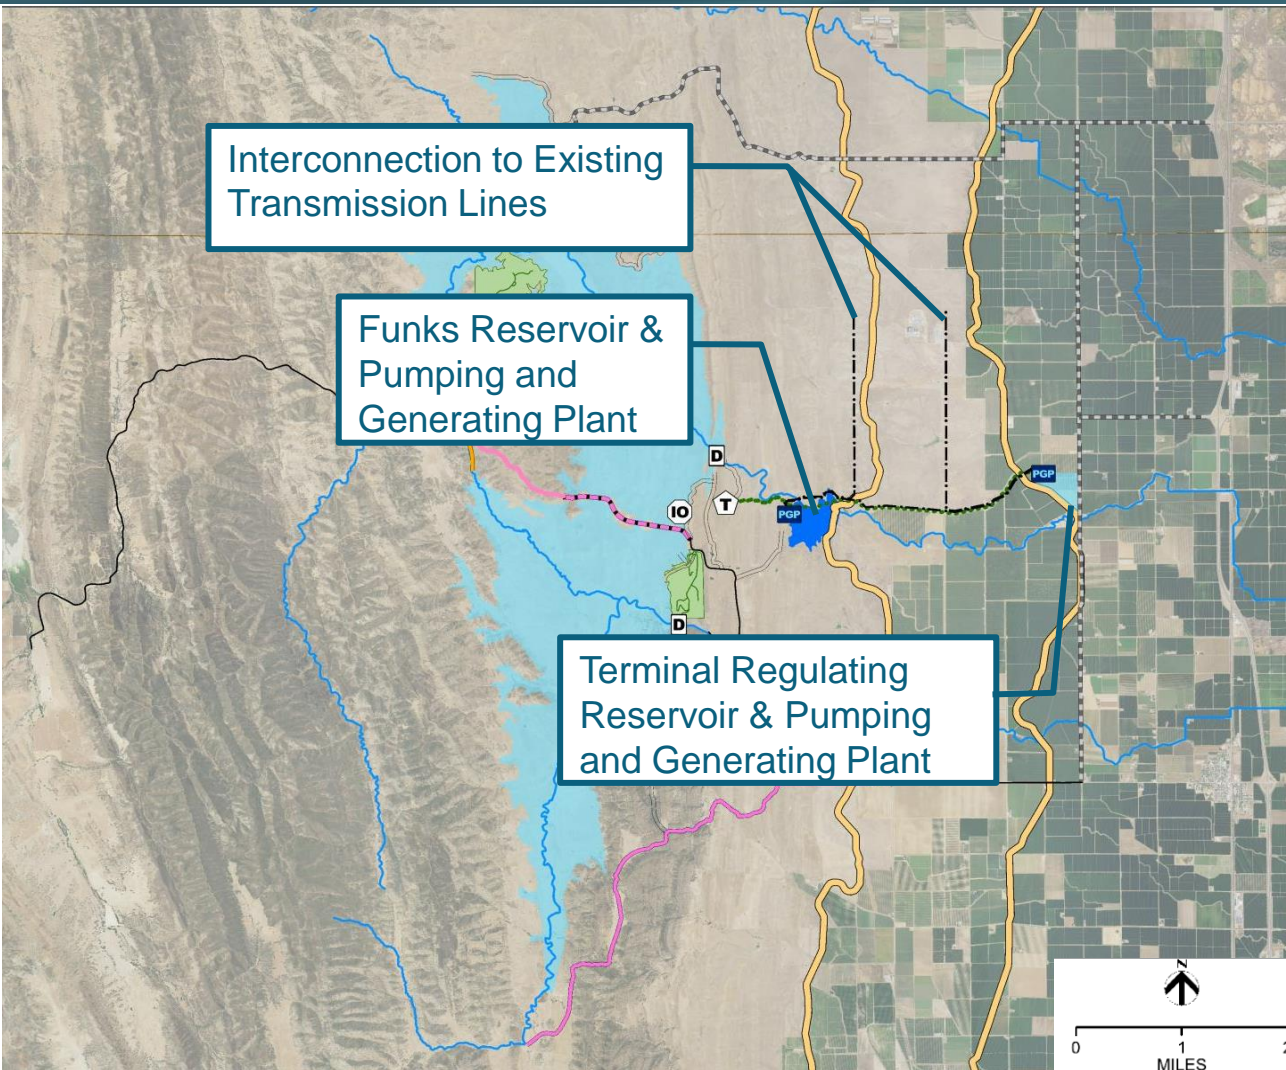 Interconnection to Existing
Transmission Lines
Funks Reservoir &
Pumping and
Generating Plant
D
IO
T
PGP
PGP
D
Terminal Regulating
Reservoir & Pumping
and Generating Plant
N
0 1 2
MILES